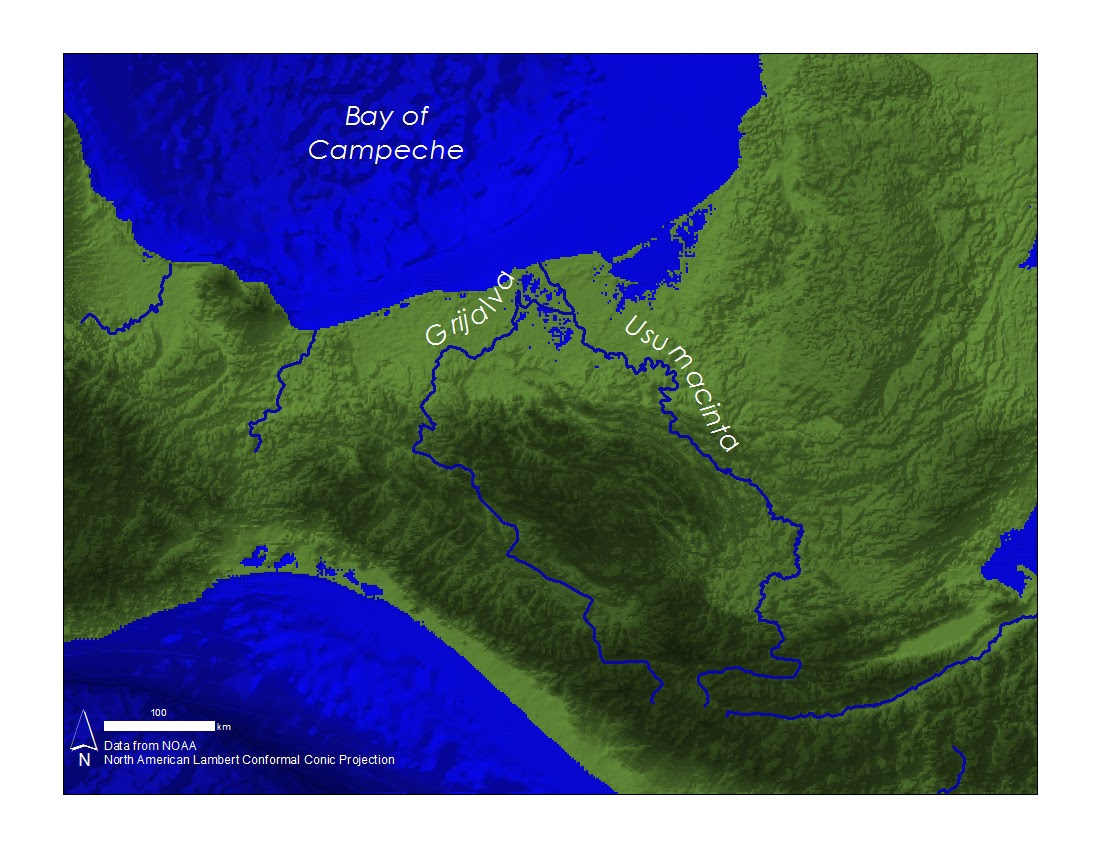 Bay of
Campeche
Grijalva
Usumacinta
100
km
N
Data from NOAA
North American Lambert Conformal Conic Projection